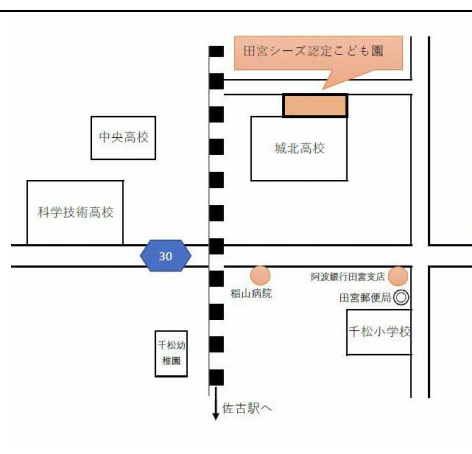 田宮シーズ認定こども園
中央高校
城北高校
科学技術高校
30
稲山病院
阿波銀行田宮支店
田宮郵便局
千松小学校
千松幼
稚園
佐古駅へ